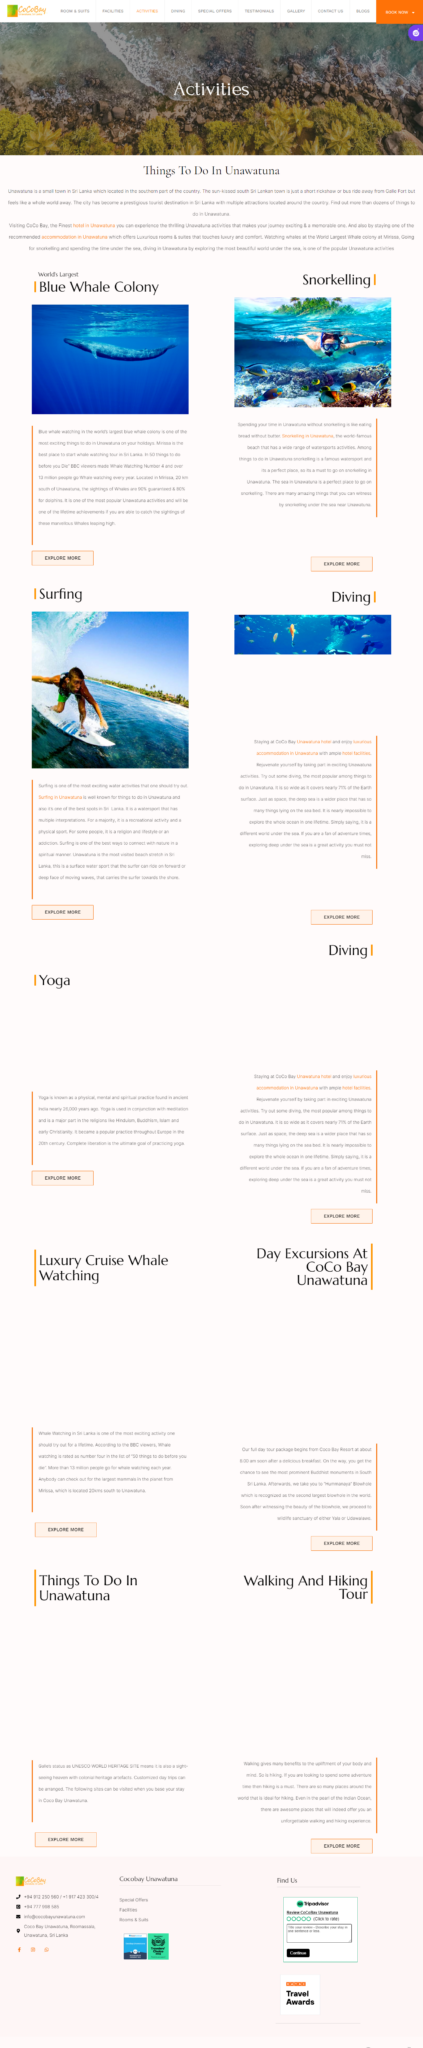 CoCoBay
ROOM & SUITS FACILITIES ACTIVITIES DINING SPECIAL OFFERS TESTIMONIALS GALLERY CONTACT US BLOGS
BOOK NOW
Activities
Things To Do In Unawatuna
Unawatuna is a small town in Sri Lanka which located in the southern part of the country. The sun-kissed south Sri Lankan town is just a short rickshaw or bus ride away from Galle Fort but
feels like a whole world away. The city has become a prestigious tourist destination in Sri Lanka with multiple attractions located around the country. Find out more than dozens of things to
do in Unawatuna.
Visiting CoCo Bay, the Finest hotel in Unawatuna you can experience the thrilling Unawatuna activities that makes your journey exciting & a memorable one. And also by staying one of the
recommended accommodation in Unawatuna which offers Luxurious rooms & suites that touches luxury and comfort. Watching whales at the World Largest Whale colony at Mirissa, Going
for snorkelling and spending the time under the sea, diving in Unawatuna by exploring the most beautiful world under the sea, is one of the popular Unawatuna activities
World's Largest
Blue Whale Colony
Blue whale watching in the world's largest Blue whale colony is one of the
most exciting things to do in Unawatuna on your holidays. Mirissa is the
best place to start whale watching tour in Sri Lanka. In 50 things to do
before you Die" BBC viewers made Whale Watching Number 4 and over
13 million people go Whale watching every year. Located in Mirissa, 20 km
south of Unawatuna, the sightings of Whales are 95% guaranteed & 90%
for dolphins. It is one of the most popular Unawatuna activities and will be
one of the lifetime achievements if you are able to catch the sightings of
these marvellous Whales leaping high.
EXPLORE MORE
Snorkelling
Spending your time in Unawatuna without snorkelling is like eating
bread without butter. Snorkelling in Unawatuna, the world-famous
beach that has a wide range of watersports activities. Among
things to do in Unawatuna snorkelling is a famous watersport and
its a perfect place, so its a must to go on snorkelling in
Unawatuna. The sea in Unawatuna is a perfect place to go on
snorkelling. There are many amazing things that you can witness
by snorkelling under the sea near Unawatuna.
EXPLORE MORE
Surfing
Surfing is one of the most exciting water activities that one should try out.
Surfing in Unawatuna is well known for things to do in Unawatuna and
also it's one of the best spots in Sri Lanka. It is a watersport that has
multiple interpretations. For a majority, it is a recreational activity and
a physical sport. For some people, it is a religion and lifestyle or an
addiction. Surfing is one of the best ways to connect with nature in a
spiritual manner. Unawatuna is the most visited beach stretch in Sri
Lanka, this is a surface water sport that the surfer can ride on forward or
deep face of moving waves, that carries the surfer towards the shore.
EXPLORE MORE
Diving
Staying at CoCo Bay Unawatuna hotel and enjoy luxurious
accommodation in Unawatuna with ample hotel facilities.
Rejuvenate yourself by taking part in exciting Unawatuna
activities. Try out some diving, the most popular among things to
do in Unawatuna. It is so wide as it covers nearly 71% of the Earth'
surface. Just as space, the deep sea is a wider place that has so
many things lying on the sea-bed. It is nearly impossible to
explore the whole ocean in one lifetime. Simply saying, it is a
different world under the sea. If you are a fan of adventure times,
exploring deep under the sea is a great activity you must not
miss.
EXPLORE MORE
Diving
Yoga
Yoga is known as a physical, mental and spiritual practice found in ancient
India nearly 25,000 years ago. Yoga is used in conjunction with meditation
and is a major part in the religions like Hinduism, Buddhism, Islam and
early Christianity. It became a popular practice throughout Europe in the
20th century. Complete liberation is the ultimate goal of practising yoga.
EXPLORE MORE
Staying at CoCo Bay Unawatuna hotel and enjoy luxurious
accommodation in Unawatuna with ample hotel facilities.
Rejuvenate yourself by taking part in exciting Unawatuna
activities. Try out some diving, the most popular among things to
do in Unawatuna. It is so wide as it covers nearly 71% of the Earth'
surface. Just as space, the deep sea is a wider place that has so
many things lying on the sea-bed. It is nearly impossible to
explore the whole ocean in one lifetime. Simply saying, it is a
different world under the sea. If you are a fan of adventure times,
exploring deep under the sea is a great activity you must not
miss.
EXPLORE MORE
Luxury Cruise Whale
Watching
Whale Watching in Sri Lanka is one of the most exciting activity one
should try out for a lifetime. According to the BBC viewers, Whale
watching is rated as number four in the list of "50 things to do before you
die". More than 13 million people go for whale watching each year.
Anybody can check out for the largest mammals in the planet from
Mirissa, which is located 20kms south to Unawatuna.
EXPLORE MORE
Day Excursions At
CoCo Bay
Unawatuna
Our full day tour package begins from Coco Bay Resort at about
8:30 am soon after a delicious breakfast. On the way, you get the
chance to see the most prominent Buddhist monuments in South
Sri Lanka. Afterwards, we take you to "Hummanaya" Blowhole
which is recognized as the second largest blowhole in the world.
Soon after witnessing the beauty of the blowhole, we proceed to
wildlife sanctuary of either Yala or Udawalawe.
EXPLORE MORE
Things To Do In
Unawatuna
Galle's status as UNESCO WORLD HERITAGE SITE means it is also a sight-
seeing heaven with colonial heritage artefacts. Customized day trips can
be arranged. The following sites can be visited when you base your stay
in Coco Bay Unawatuna.
EXPLORE MORE
Walking And Hiking
Tour
Walking gives many benefits to the upliftment of your body and
mind. So is hiking. If you are looking to spend some adventure
time then hiking is a must. There are so many places around the
world that is ideal for hiking. Even in the pearl of the Indian Ocean,
there are awesome places that will indeed offer you an
unforgettable walking and hiking experience.
EXPLORE MORE
CoCoBay
+94 117 588 565
info@cocobayunawatuna.com
Coco Bay Unawatuna, Roomassala,
Unawatuna, Sri Lanka
Cocobay Unawatuna
Special Offers
Facilities
Rooms & Suits
Find Us
Tripadvisor
Review CoCoBay Unawatuna
(Click to rate)
Continue
Travel
Awards